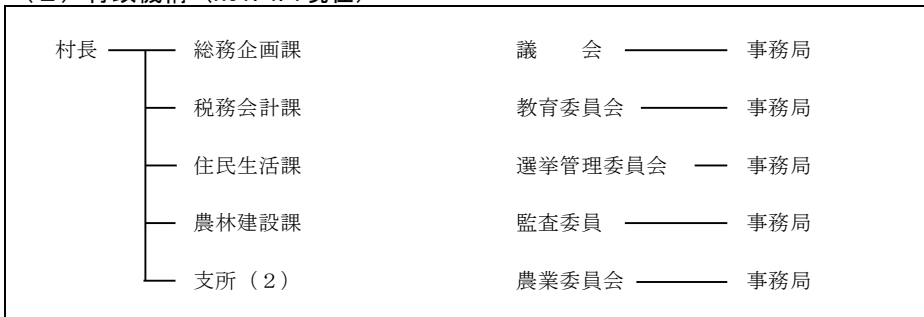 村長 総務企画課 議　会 事務局
税務会計課 教育委員会 事務局
住民生活課 選挙管理委員会 事務局
農林建設課 監査委員 事務局
支所（２） 農業委員会 事務局